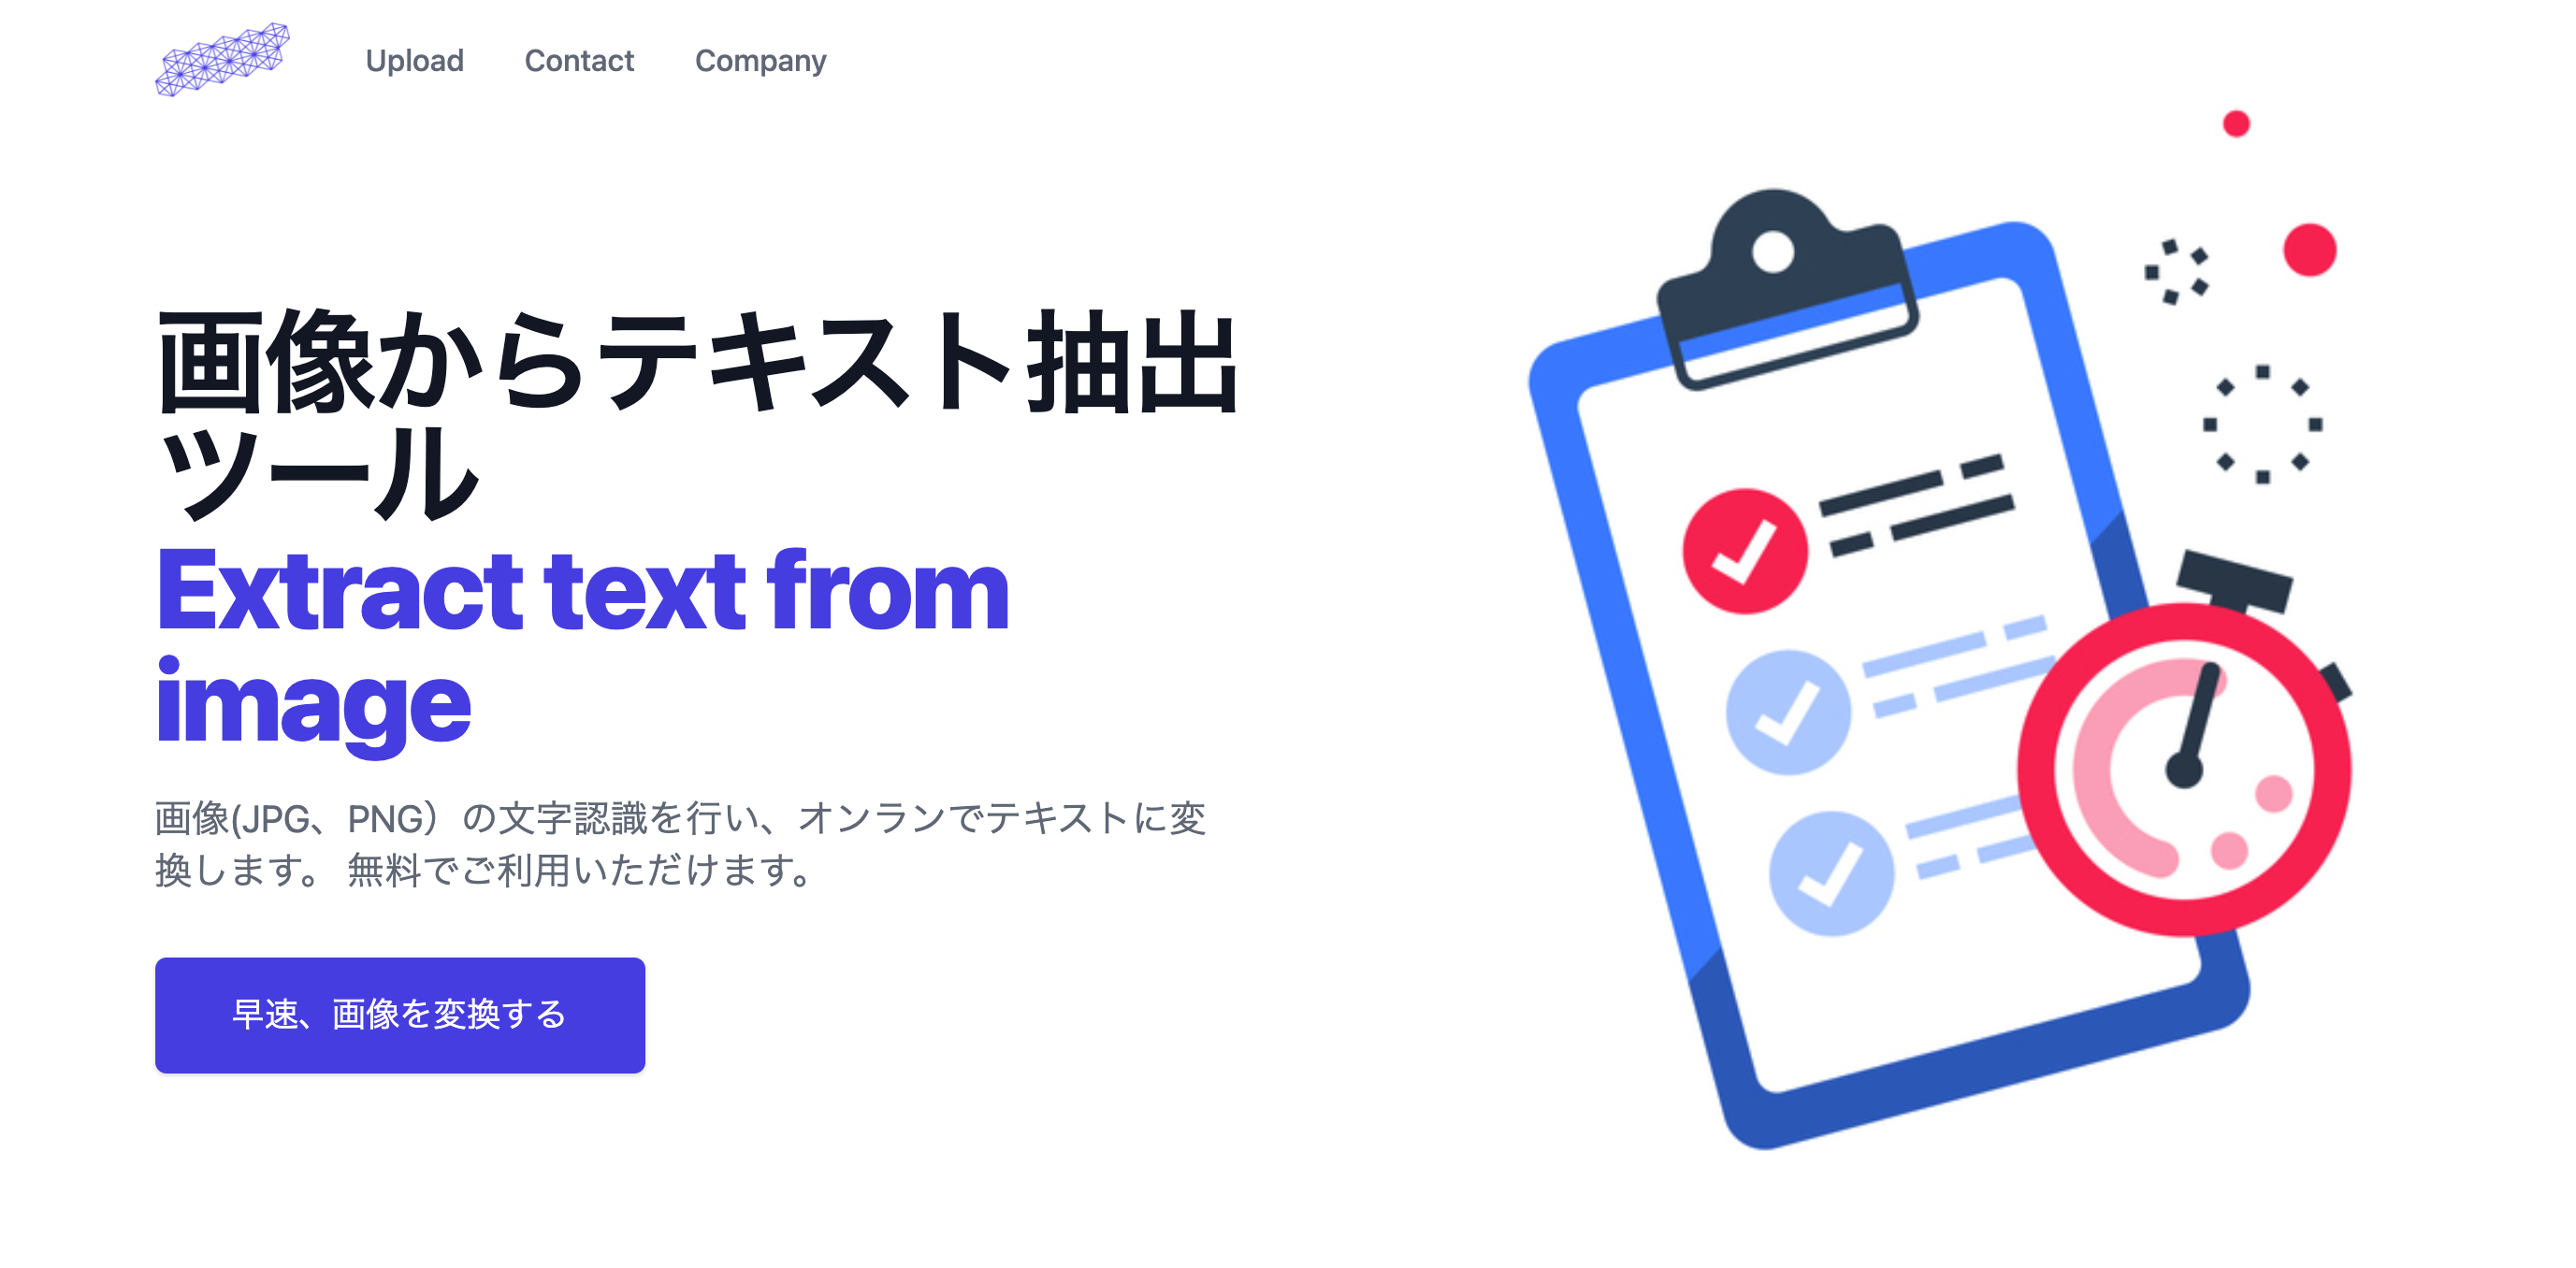 Upload
Contact
Company
画像からテキスト抽出
ツール
Extract text from
image
画像(JPG、PNG）の文字認識を行い、オンランでテキストに変
換します。 無料でご利用いただけます。
早速、画像を変換する